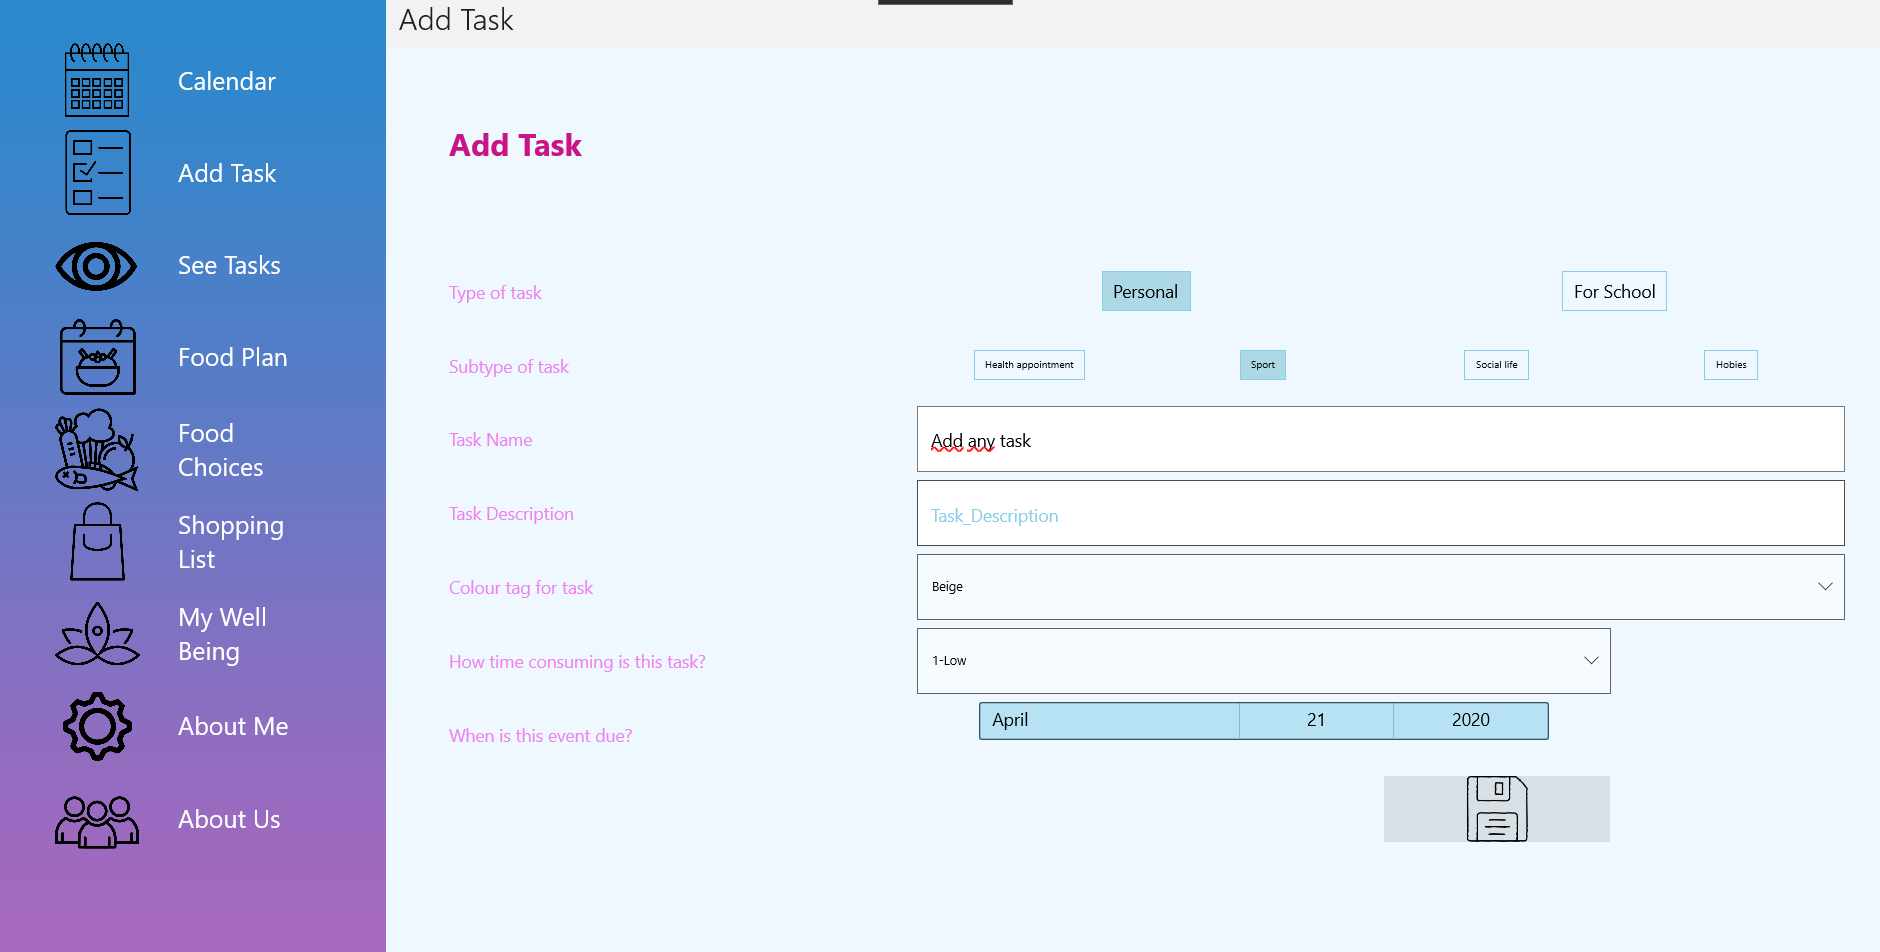 Add Task
Calendar
Add Task
See Tasks
Food Plan
Food
Choices
Shopping
List
My Well
Being
About Me
About Us
Add Task
Type of task
Personal
For School
Subtype of task
Health appointment
Sport
Social life
Hobies
Task Name
Add any task
Task Description
Task_Description
Colour tag for task
Beige
How time consuming is this task?
1-Low
When is this event due?
April 21 2020